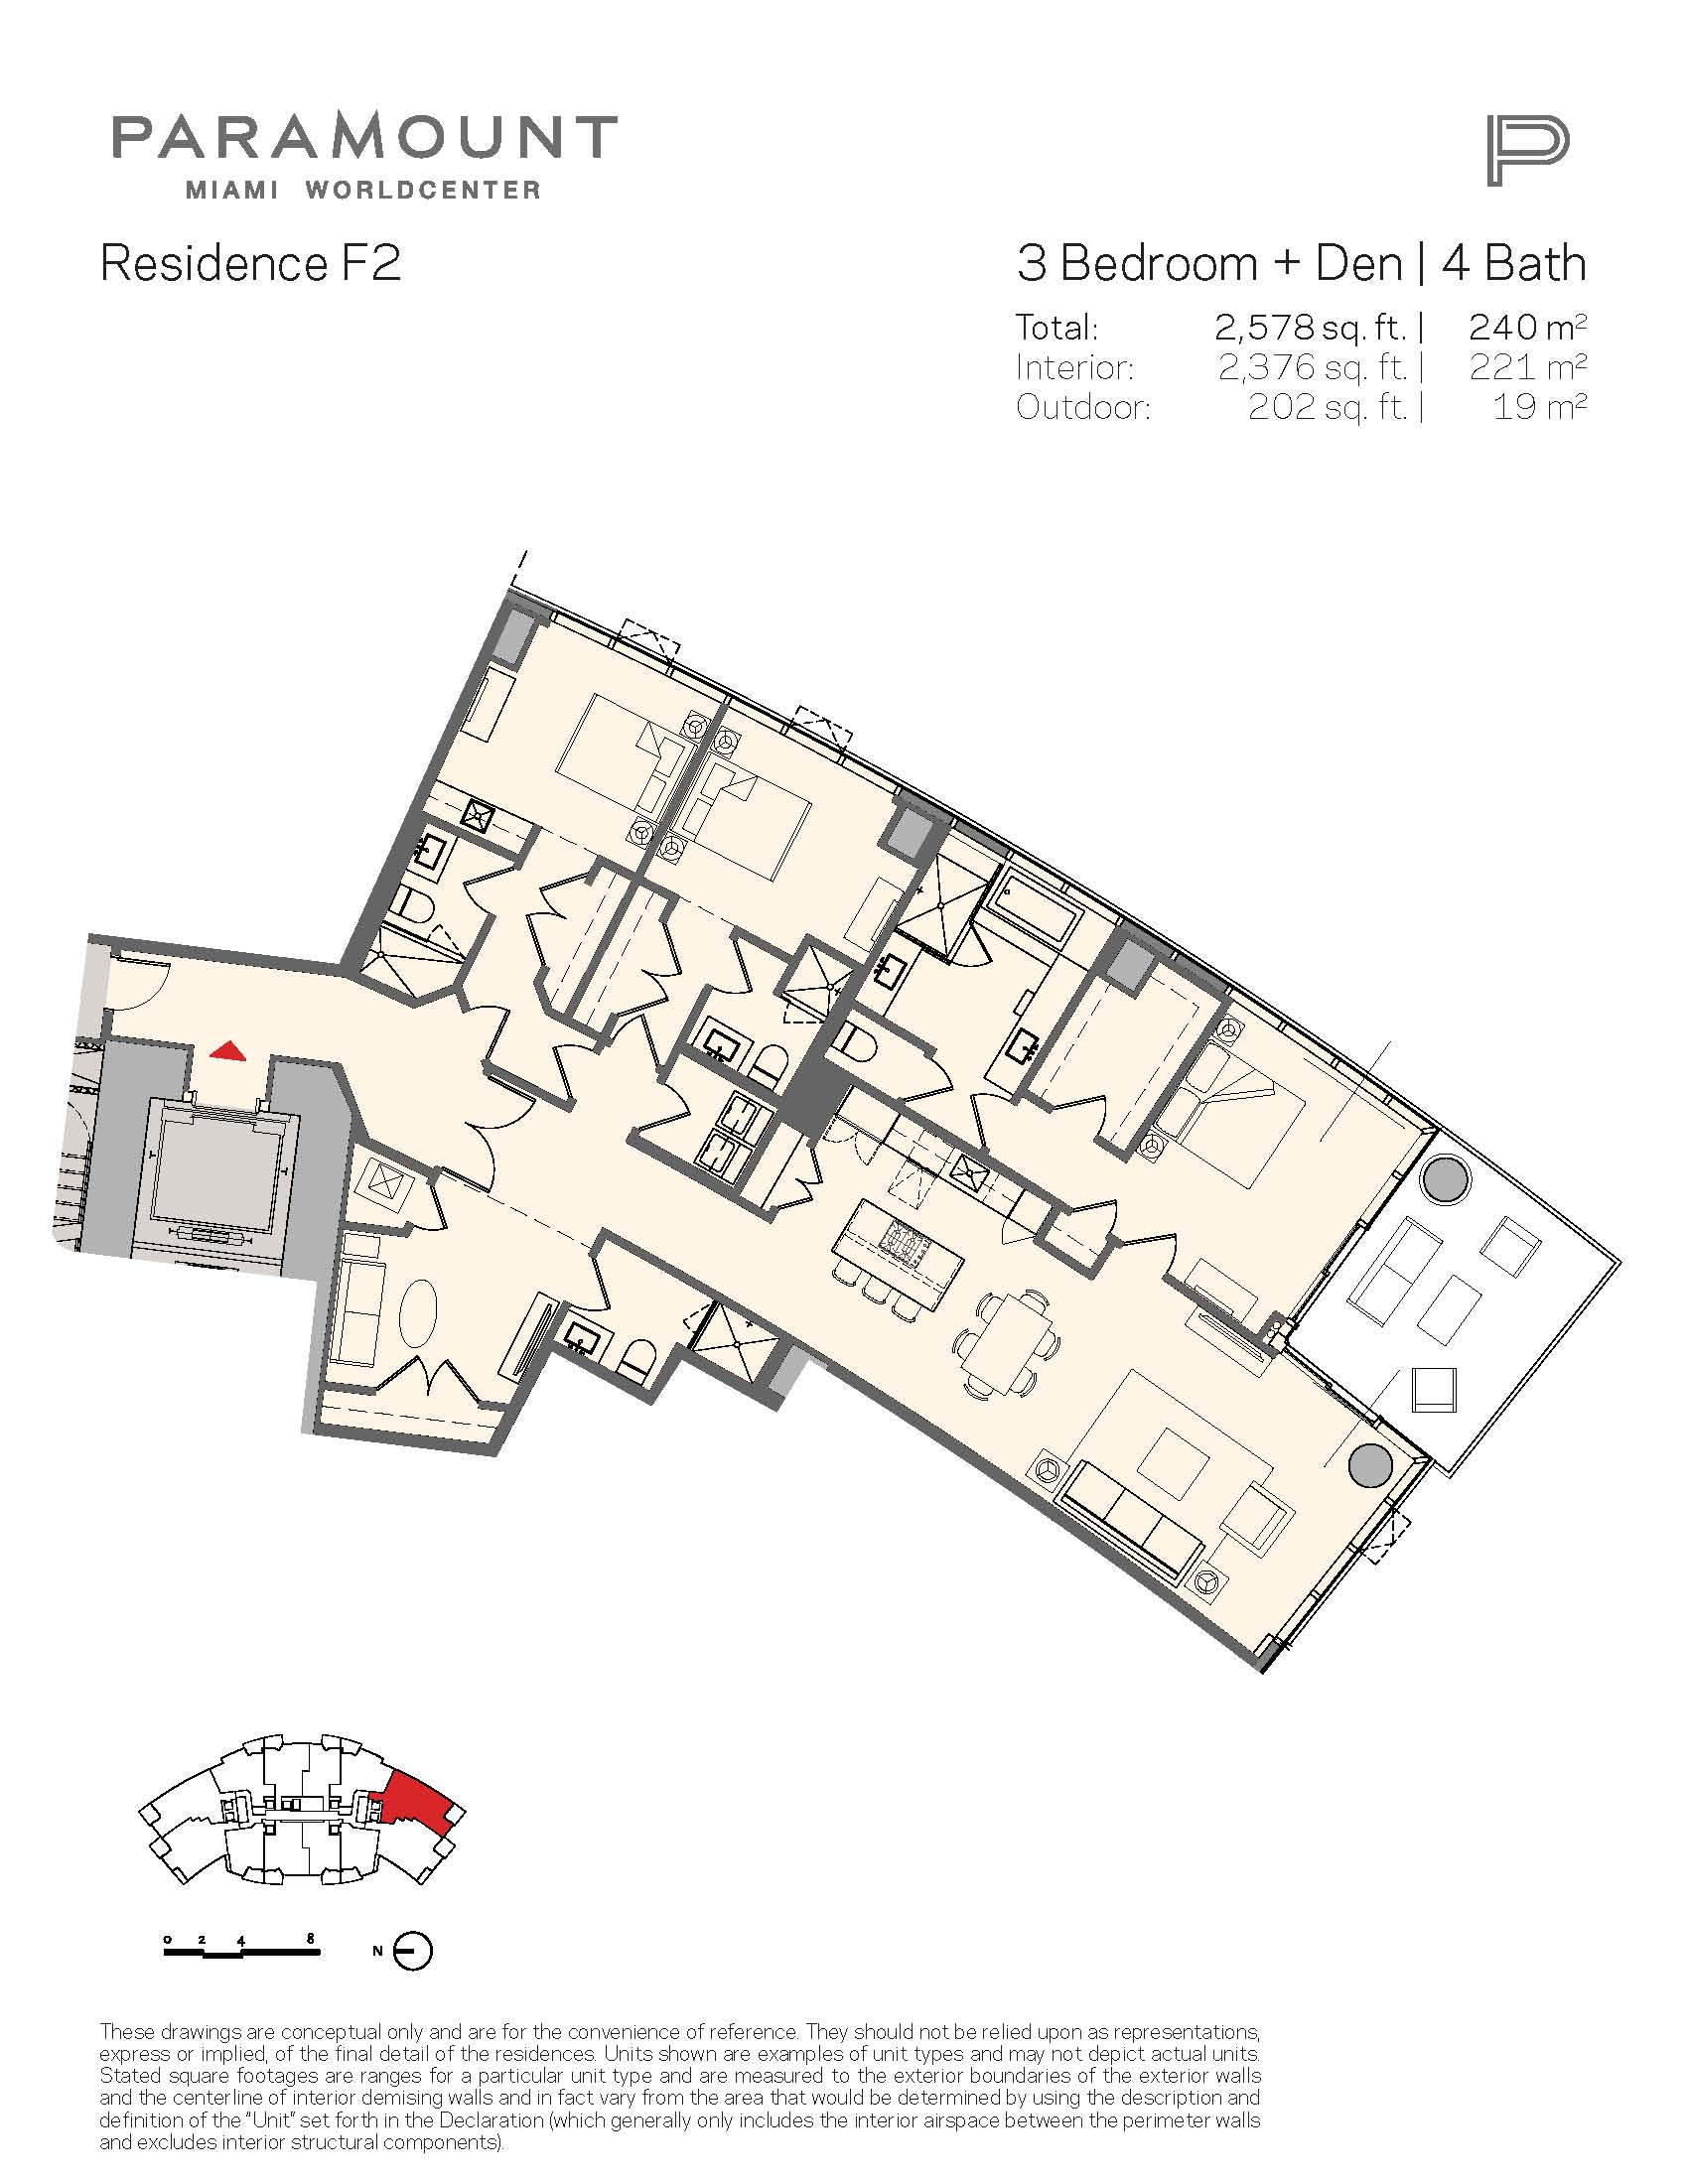 PARAMOUNT
MIAMI WORLDCENTER
P
Residence F2
3 Bedroom + Den | 4 Bath
Total: 2,578 sq. ft. | 240 m²
Interior: 2,376 sq. ft. | 221 m²
Outdoor: 202 sq. ft. | 19 m²
0 2 4 8
N
These drawings are conceptual only and are for the convenience of reference. They should not be relied upon as representations,
express or implied, of the final detail of the residences. Units shown are examples of unit types and may not depict actual units.
Stated square footages are ranges for a particular unit type and are measured to the exterior boundaries of the exterior walls
and the centerline of interior demising walls and in fact vary from the area that would be determined by using the description and
definition of the "Unit" set forth in the Declaration (which generally only includes the interior airspace between the perimeter walls
and excludes interior structural components).